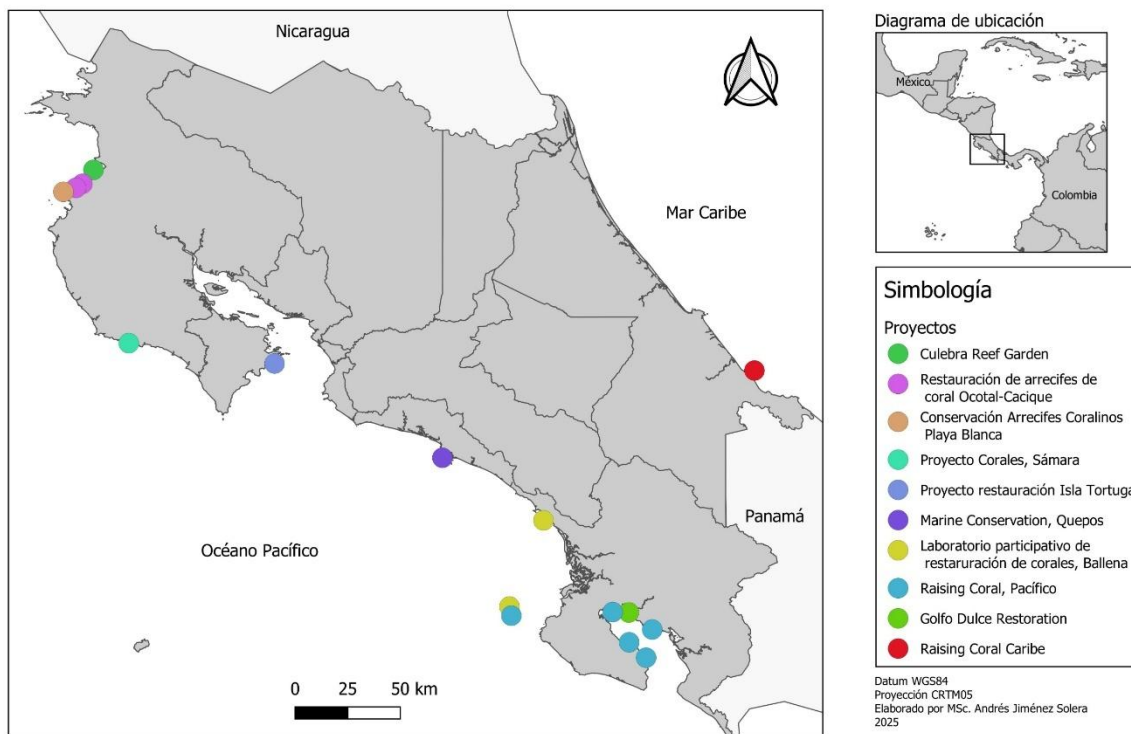 Nicaragua
Mar Caribe
Océano Pacífico
Panamá
0 25 50 km
Diagrama de ubicación
México
Colombia
Simbología
Proyectos
Culebra Reef Garden
Restauración de arrecifes de
coral Ocotal-Cacique
Conservación Arrecifes Coralinos
Playa Blanca
Proyecto Corales, Sámara
Proyecto restauración Isla Tortuga
Marine Conservation, Quepos
Laboratorio participativo de
restaruración de corales, Ballena
Raising Coral, Pacífico
Golfo Dulce Restoration
Raising Coral Caribe
Datum WGS84
Proyección CRTM05
Elaborado por MSc. Andrés Jiménez Solera
2025